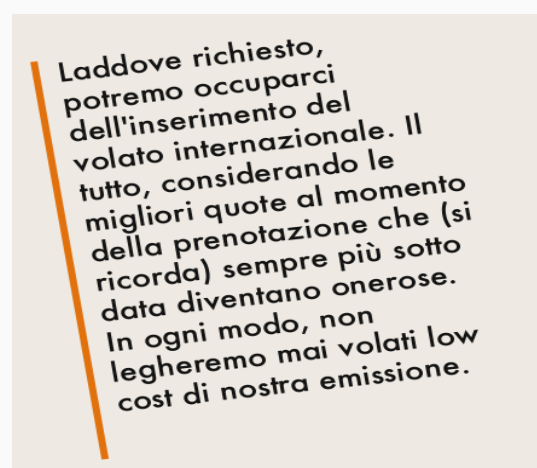 Laddove richiesto,
potremo occuparci
dell'inserimento del
volato internazionale. Il
tutto, considerando le
migliori quote al momento
della prenotazione che (si
ricorda) sempre più sotto
data diventano onerose.
In ogni modo, non
legheremo mai volati low
cost di nostra emissione.